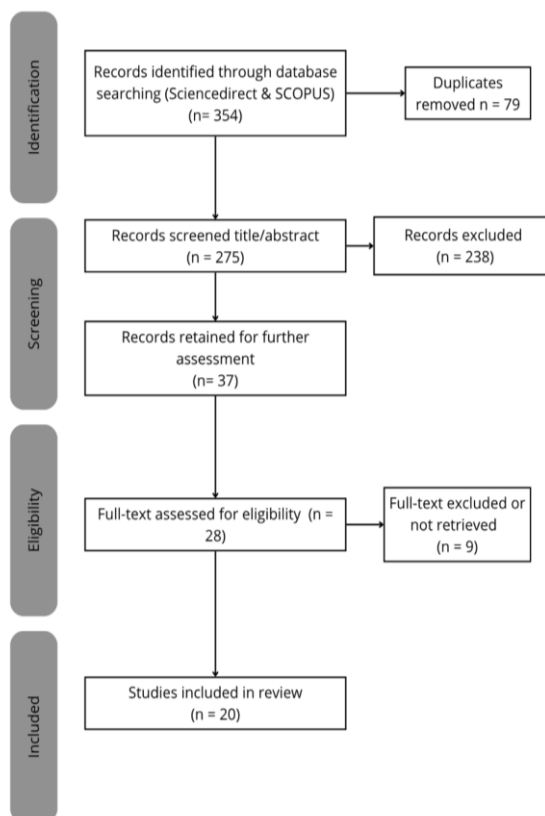 Identification
Records identified through database
searching (Sciencedirect & SCOPUS)
(n= 354)
Duplicates
removed n = 79
Screening
Records screened title/abstract
(n = 275)
Records excluded
(n = 238)
Records retained for further
assessment
(n= 37)
Eligibility
Full-text assessed for eligibility (n =
28)
Full-text excluded or
not retrieved
(n = 9)
Included
Studies included in review
(n = 20)